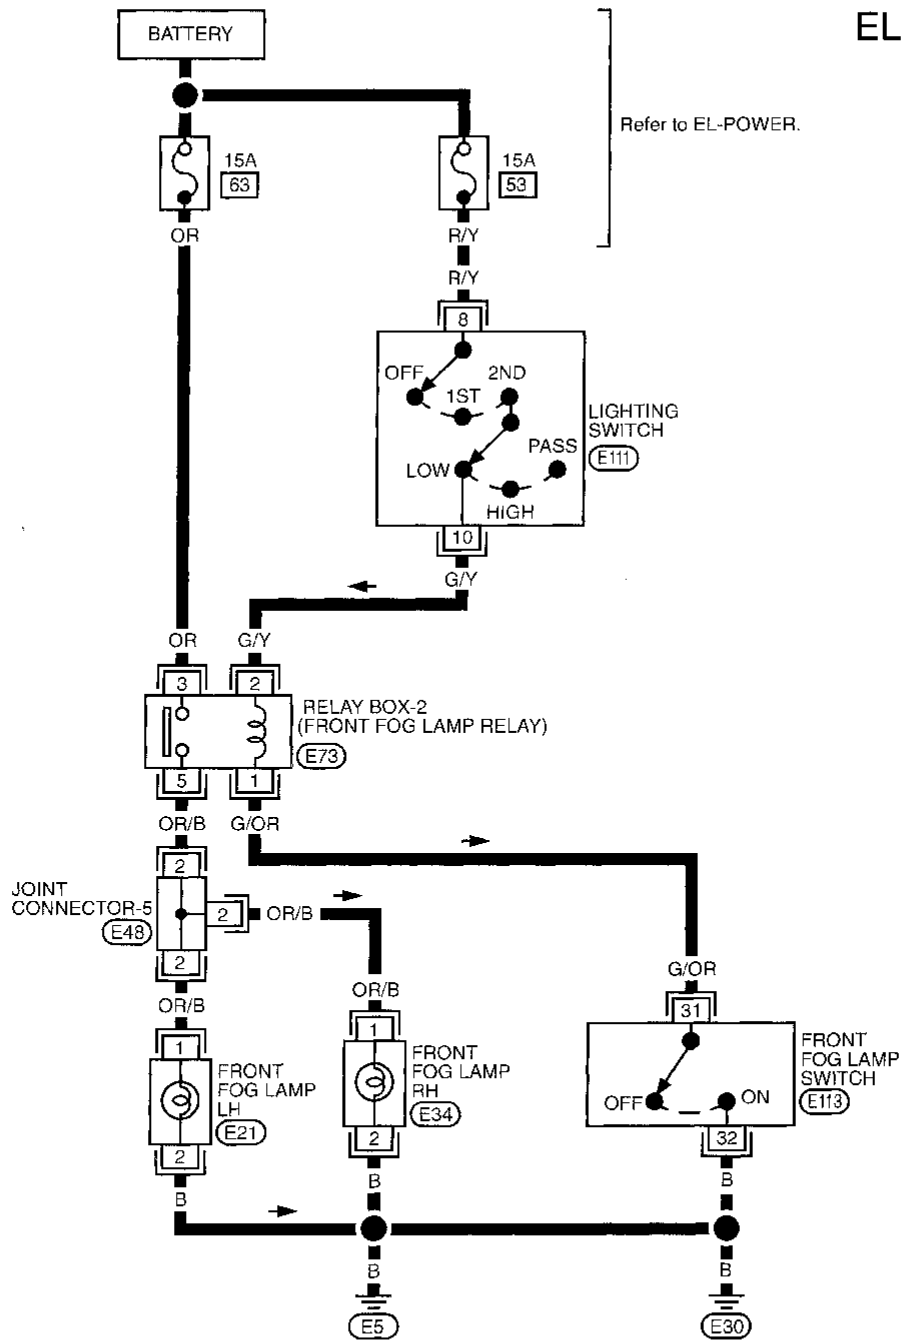 EL
BATTERY
Refer to EL-POWER.
15A
63
15A
53
OR
R/Y
R/Y
8
OFF
2ND
1ST
LIGHTING
SWITCH
E111
PASS
LOW
HIGH
10
G/Y
OR
G/Y
3
2
RELAY BOX-2
(FRONT FOG LAMP RELAY)
E73
5
1
OR/B
G/OR
2
JOINT
CONNECTOR-5
E48
2
OR/B
2
OR/B
OR/B
G/OR
31
1
1
FRONT
FOG LAMP
LH
E21
FRONT
FOG LAMP
RH
E34
FRONT
FOG LAMP
SWITCH
E113
OFF
ON
2
2
32
B
B
B
B
B
E5
E30